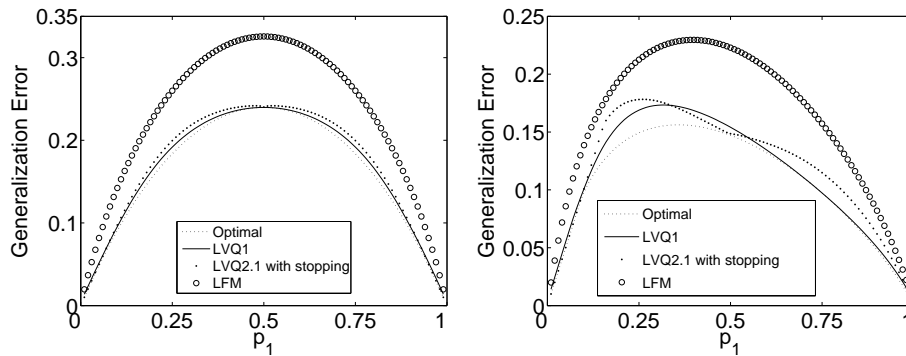 0.35
0.3
0.2
0.1
0
Generalization Error
Optimal
LVQ1
LVQ2.1 with stopping
LFM
0
0.25
0.5
0.75
1
p1
0.25
0.20
0.15
0.10
0.05
0
Generalization Error
Optimal
LVQ1
LVQ2.1 with stopping
LFM
0
0.25
0.5
0.75
1
p1